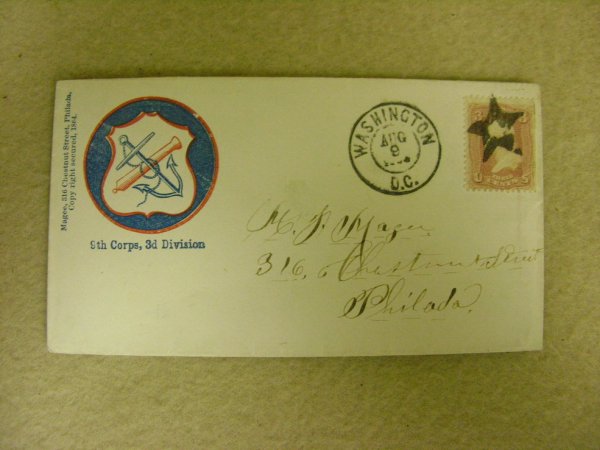 Magee, 316 Chestnut Street, Philada.
Copy right secured, 1864.
9th Corps, 3d Division
WASHINGTON
AUG
9
D.C.
Magee
316 Chestnut Street
Philada.